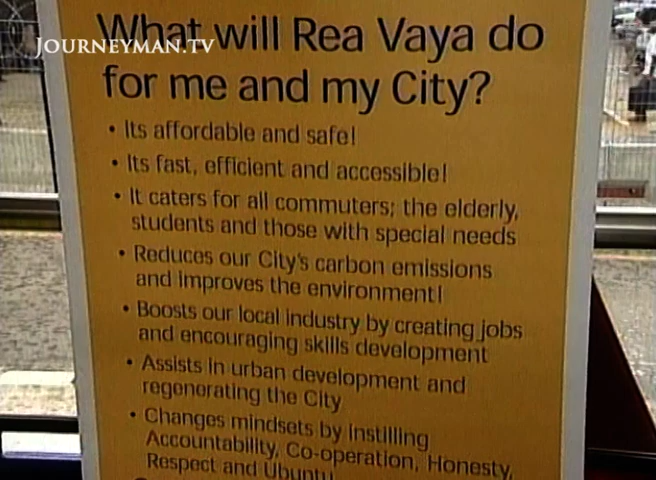 JOURNEYMAN.TV
What will Rea Vaya do
for me and my City?
• Its affordable and safe!
• Its fast, efficient and accessible!
• It caters for all commuters; the elderly,
students and those with special needs
• Reduces our City's carbon emissions
and improves the environment!
• Boosts our local industry by creating jobs
and encouraging skills development
• Assists in urban development and
regenerating the City
• Changes mindsets by instilling
Accountability, Co-operation, Honesty,
Respect and Ubuntu